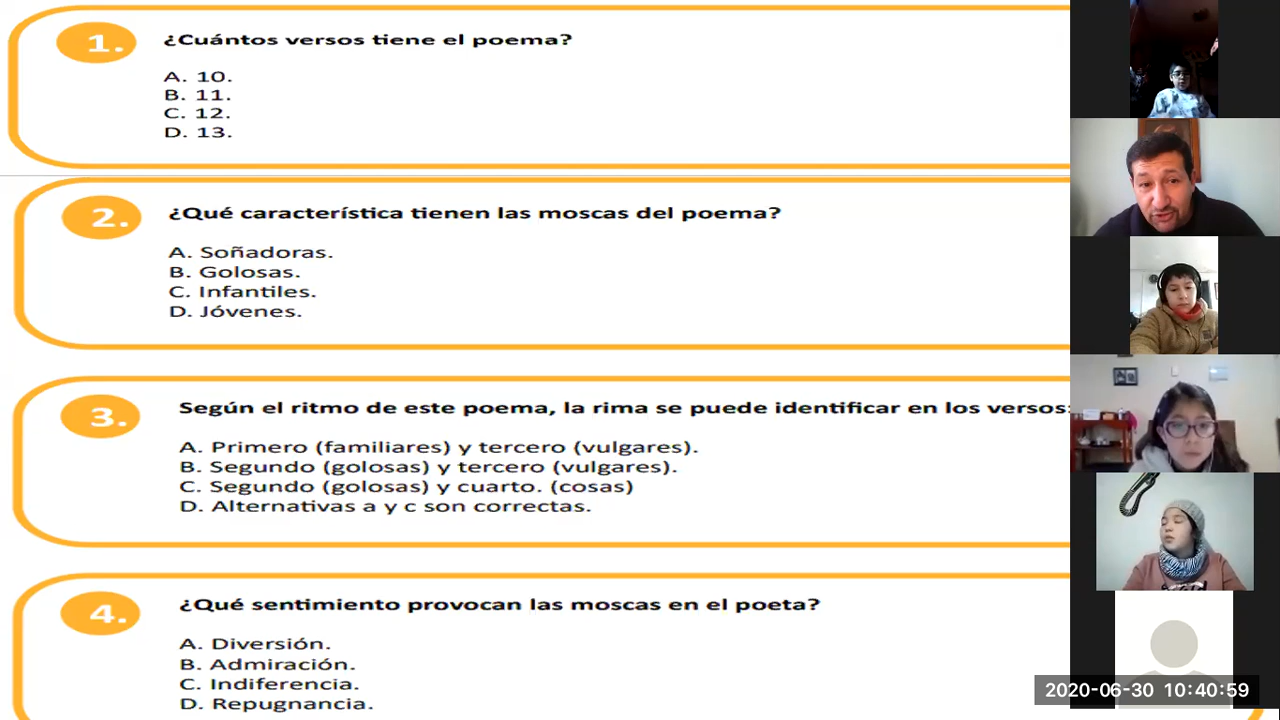 1.
¿Cuántos versos tiene el poema?
A. 10.
B. 11.
C. 12.
D. 13.
2.
¿Qué característica tienen las moscas del poema?
A. Soñadoras.
B. Golosas.
C. Infantiles.
D. Jóvenes.
3.
Según el ritmo de este poema, la rima se puede identificar en los versos:
A. Primero (familiares) y tercero (vulgares).
B. Segundo (golosas) y tercero (vulgares).
C. Segundo (golosas) y cuarto. (cosas)
D. Alternativas a y c son correctas.
4.
¿Qué sentimiento provocan las moscas en el poeta?
A. Diversión.
B. Admiración.
C. Indiferencia.
D. Repugnancia.
2020-06-30 10:40:59